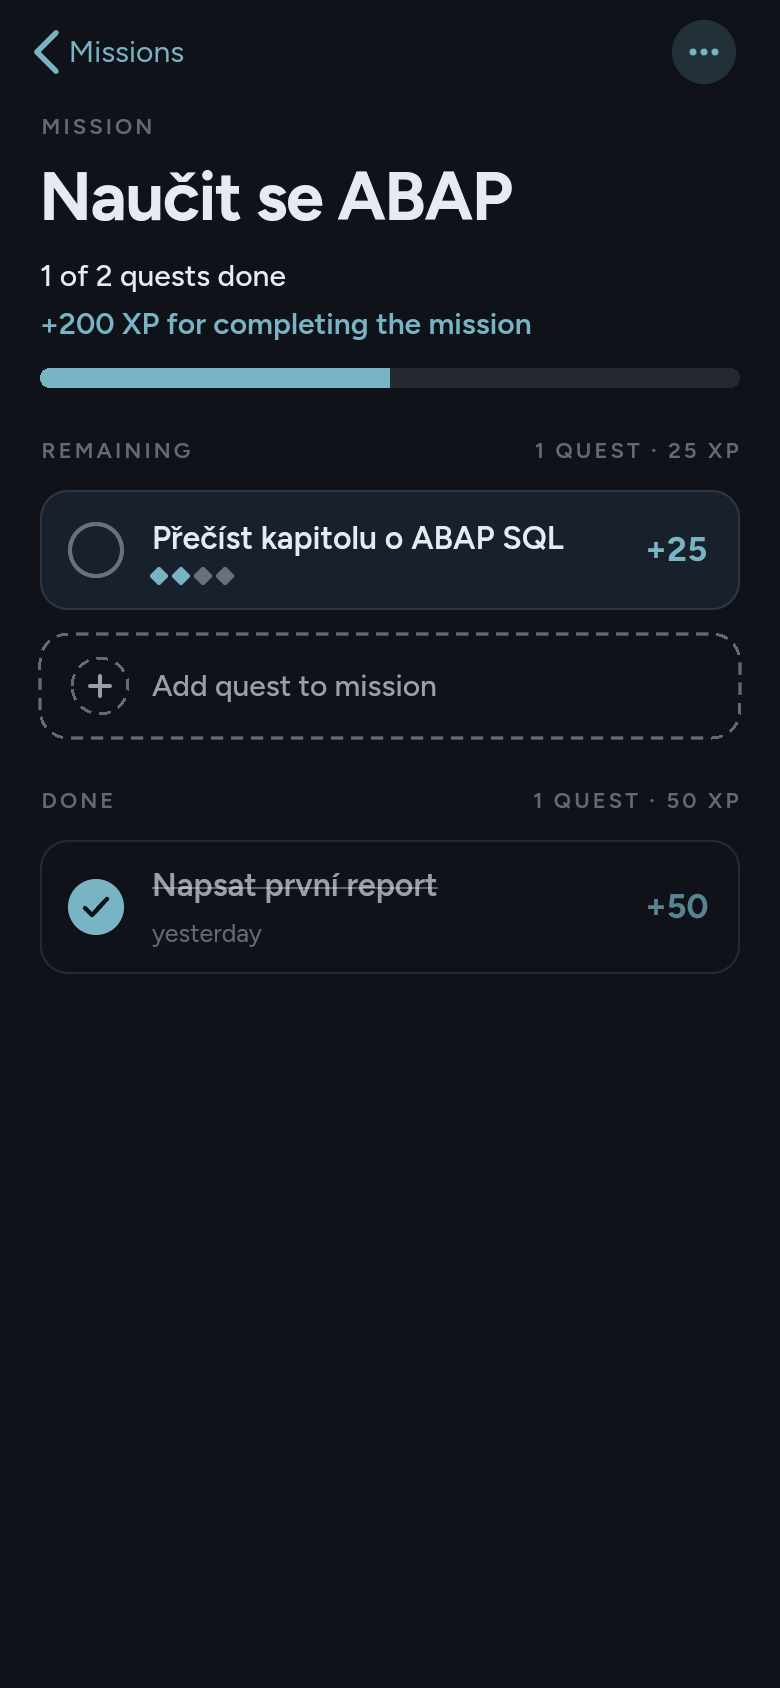 Missions
MISSION
Naučit se ABAP
1 of 2 quests done
+200 XP for completing the mission
REMAINING 1 QUEST · 25 XP
Přečíst kapitolu o ABAP SQL
+25
Add quest to mission
DONE 1 QUEST · 50 XP
Napsat první report
yesterday
+50